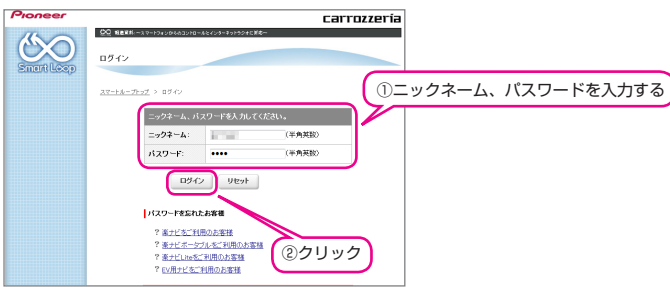 Pioneer
carrozzeria
Smart Loop
ログイン
スマートループトップ > ログイン
①ニックネーム、パスワードを入力する
ニックネーム、パスワードを入力してください。
ニックネーム:
(半角英数)
パスワード:
●●●●
(半角英数)
ログイン
リセット
パスワードを忘れたお客様
? 楽ナビをご利用のお客様
? 楽ナビポータブルをご利用のお客様
? 楽ナビLiteをご利用のお客様
? EV用ナビをご利用のお客様
②クリック